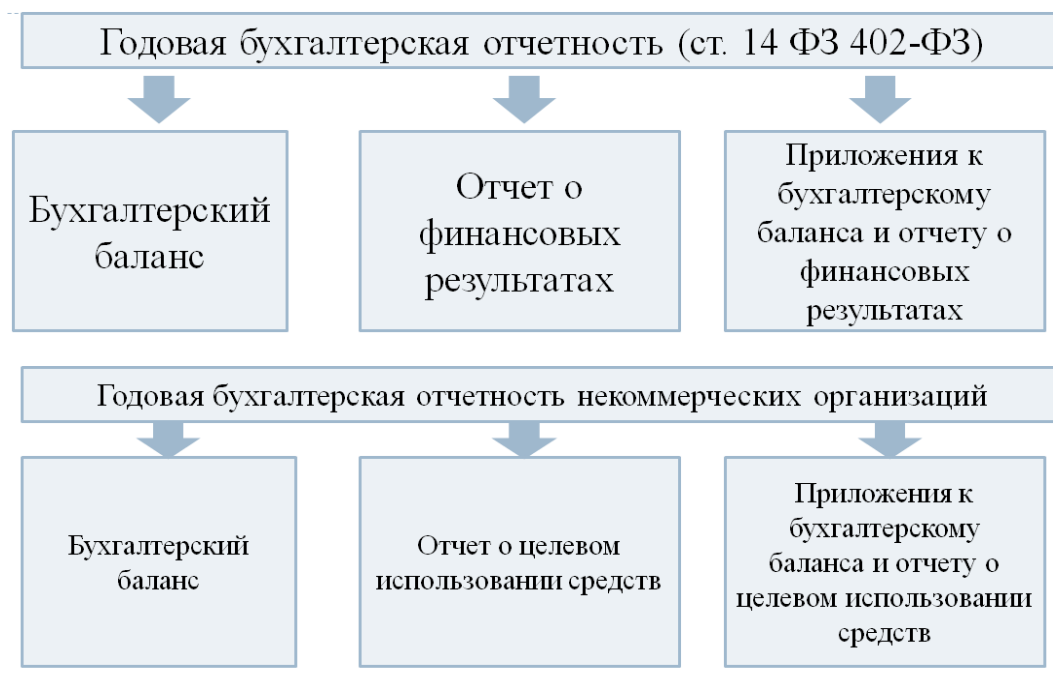 Годовая бухгалтерская отчетность (ст. 14 ФЗ 402-ФЗ)
Бухгалтерский
баланс
Отчет о
финансовых
результатах
Приложения к
бухгалтерскому
баланса и отчету о
финансовых
результатах
Годовая бухгалтерская отчетность некоммерческих организаций
Бухгалтерский
баланс
Отчет о целевом
использовании средств
Приложения к
бухгалтерскому
баланса и отчету о
целевом использовании
средств